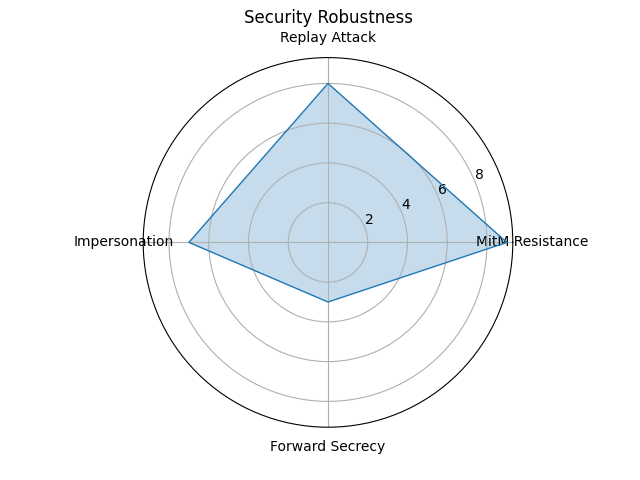 Security Robustness
Replay Attack
8
6
4
2
Impersonation
MitM Resistance
Forward Secrecy